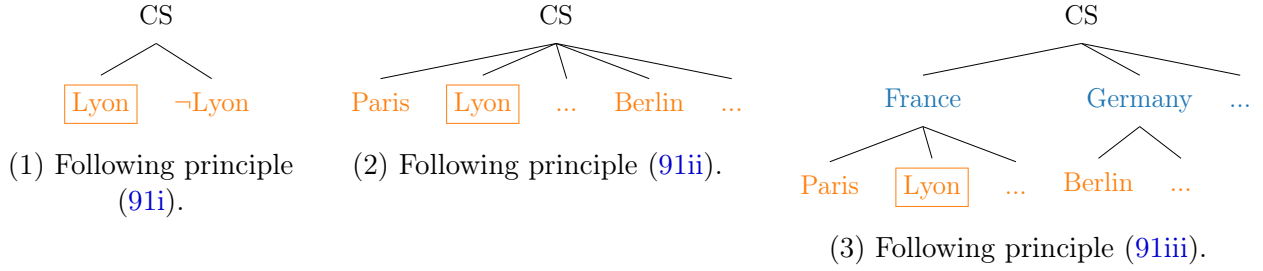 CS
Lyon ¬Lyon
(1) Following principle
(91i).
CS
Paris Lyon ... Berlin ...
(2) Following principle (91ii).
CS
France Germany ...
Paris Lyon ... Berlin ...
(3) Following principle (91iii).